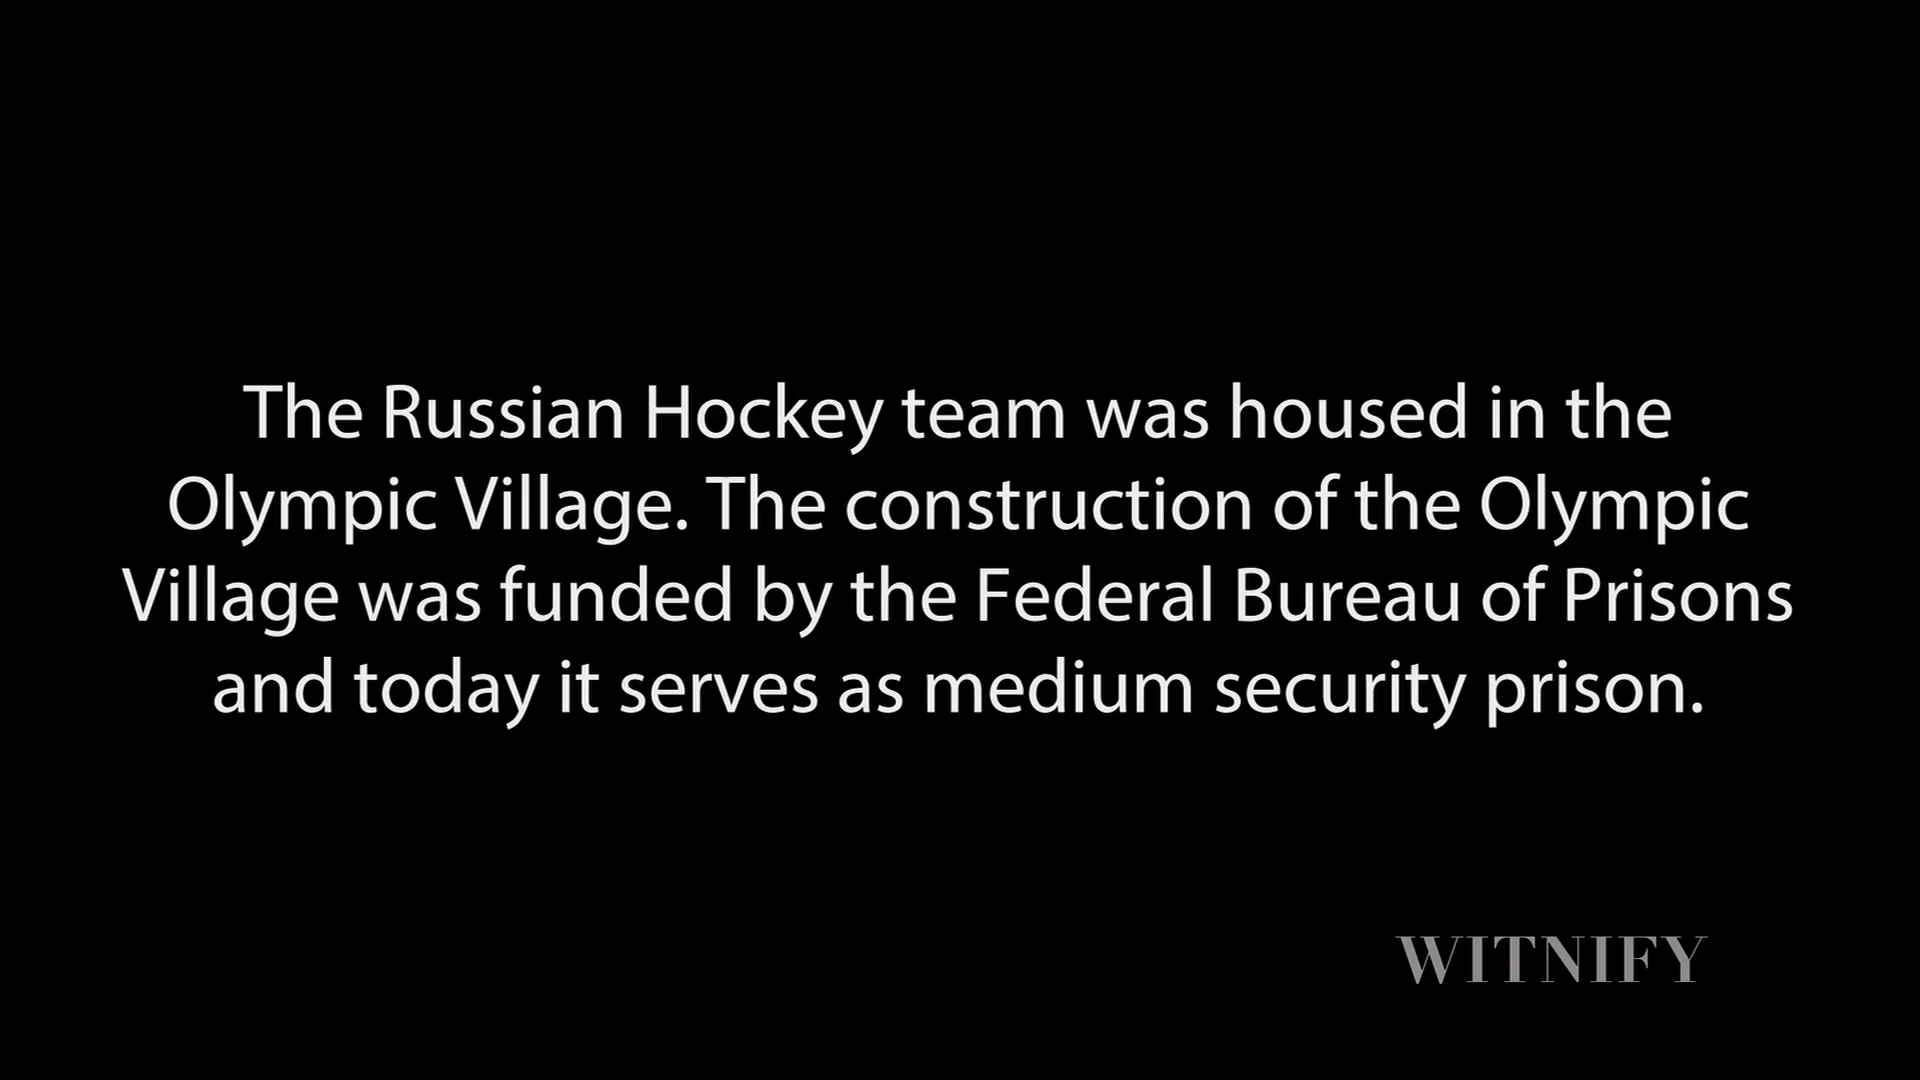 The Russian Hockey team was housed in the
Olympic Village. The construction of the Olympic
Village was funded by the Federal Bureau of Prisons
and today it serves as medium security prison.
WITNIFY